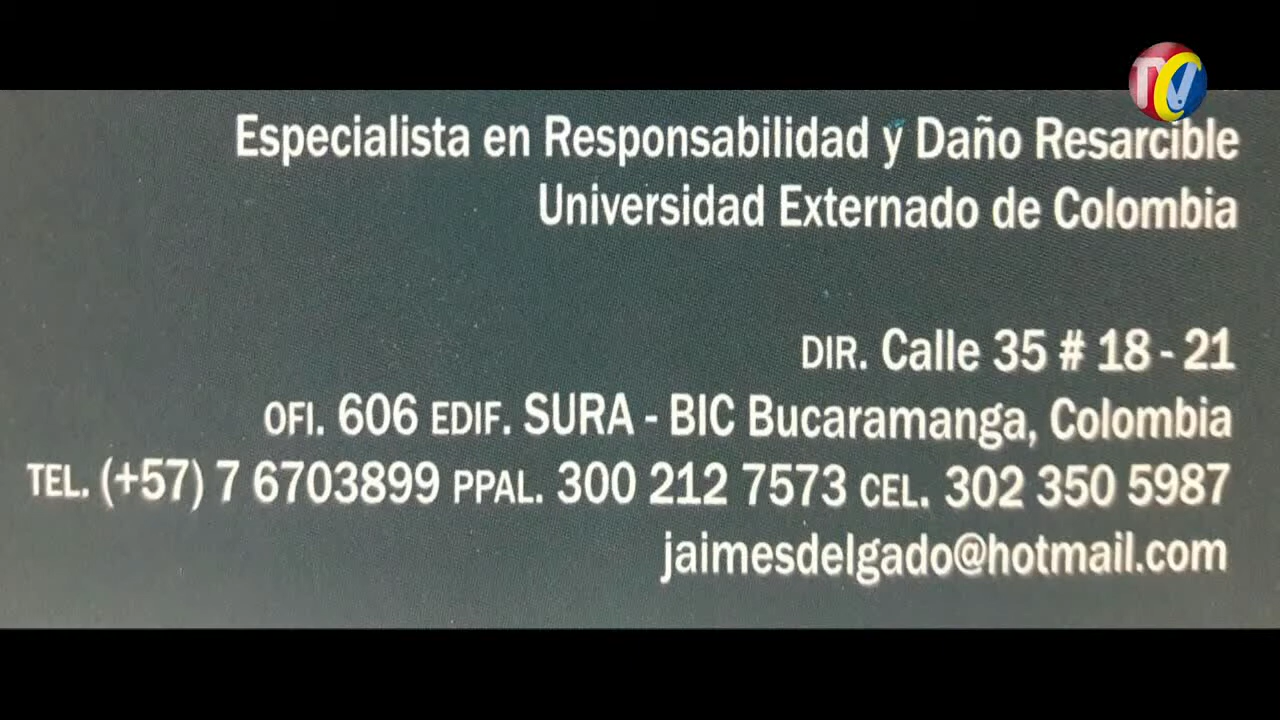 TVC
Especialista en Responsabilidad y Daño Resarcible
Universidad Externado de Colombia
DIR. Calle 35 # 18 - 21
OFI. 606 EDIF. SURA - BIC Bucaramanga, Colombia
TEL. (+57) 7 6703899 PPAL. 300 212 7573 CEL. 302 350 5987
jaimesdelgado@hotmail.com